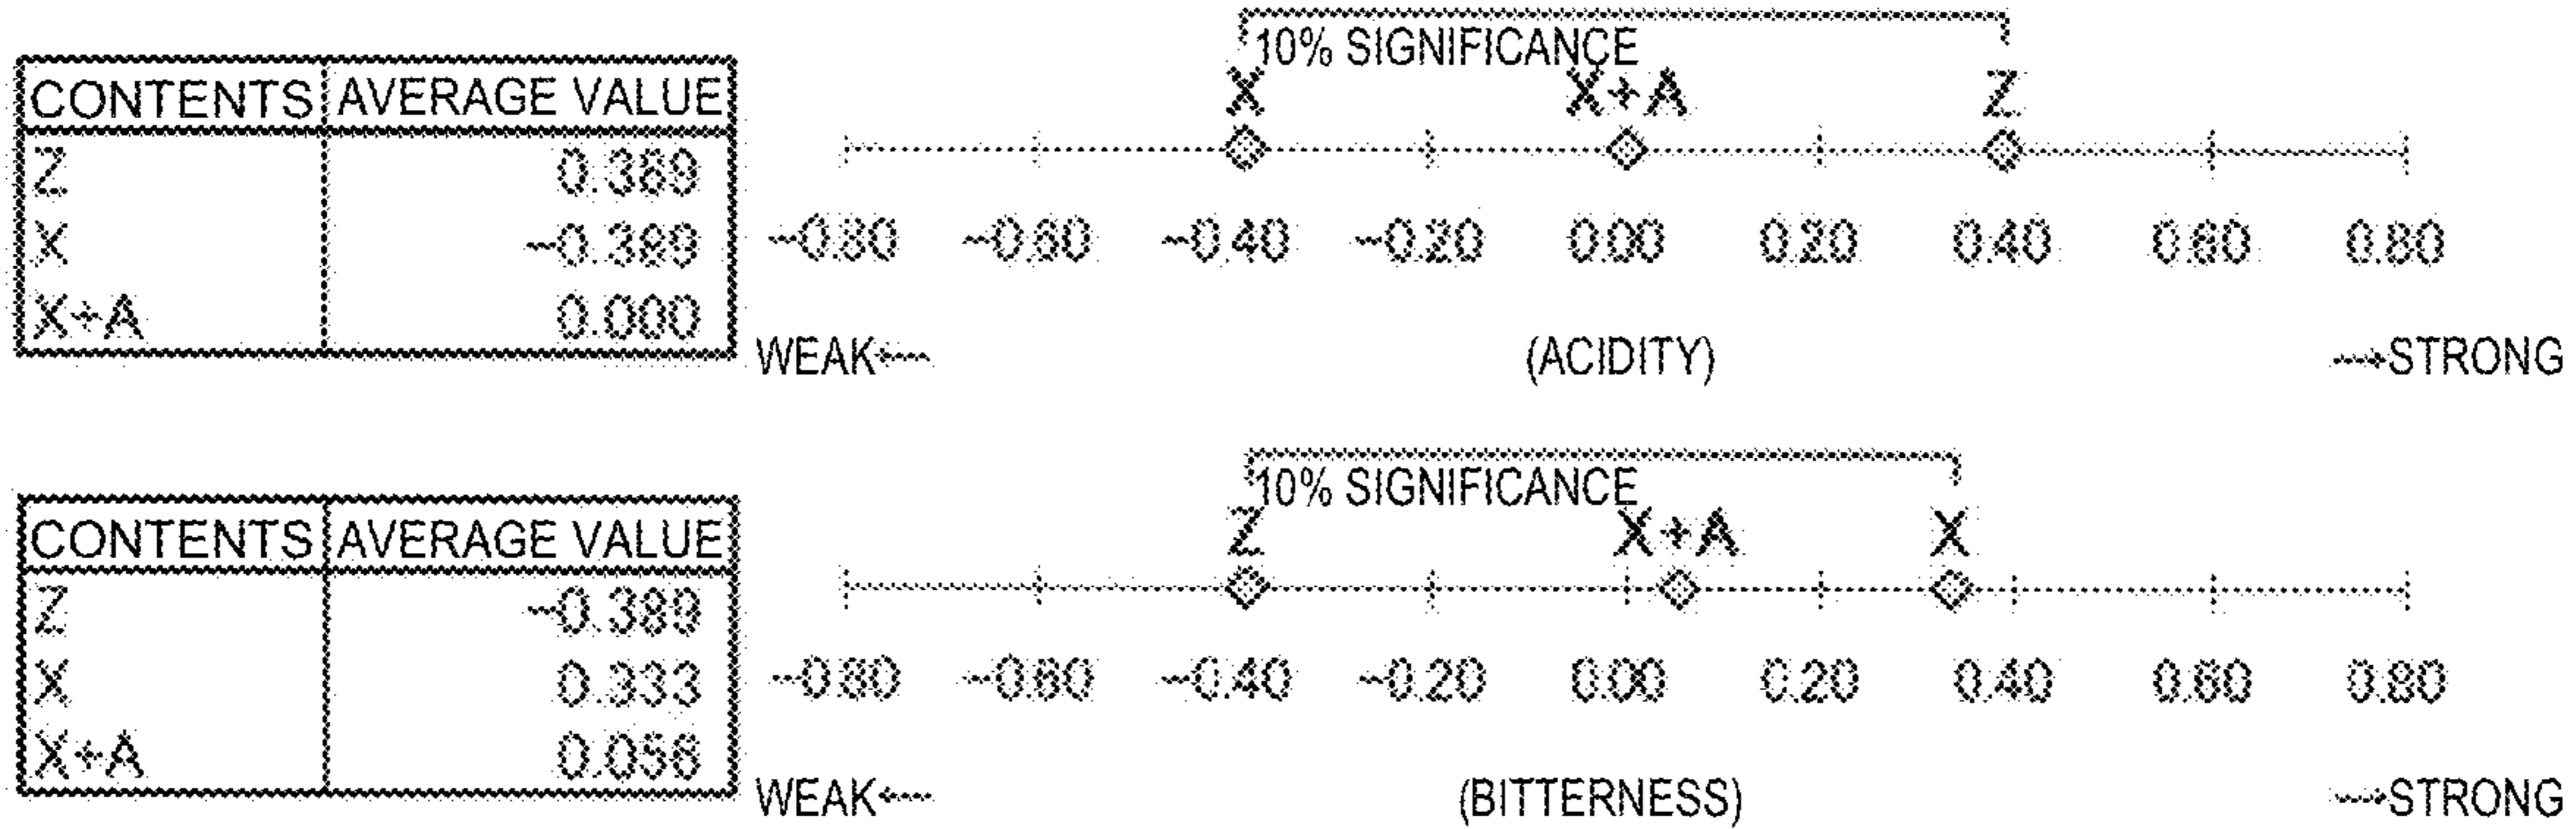 10% SIGNIFICANCE
CONTENTS AVERAGE VALUE X X+A Z
Z 0.389
X -0.389 -0.80 -0.60 -0.40 -0.20 0.00 0.20 0.40 0.60 0.80
X+A 0.000
WEAK← (ACIDITY) →STRONG
10% SIGNIFICANCE
CONTENTS AVERAGE VALUE Z X+A X
Z -0.389
X 0.333 -0.80 -0.60 -0.40 -0.20 0.00 0.20 0.40 0.60 0.80
X+A 0.056
WEAK← (BITTERNESS) →STRONG